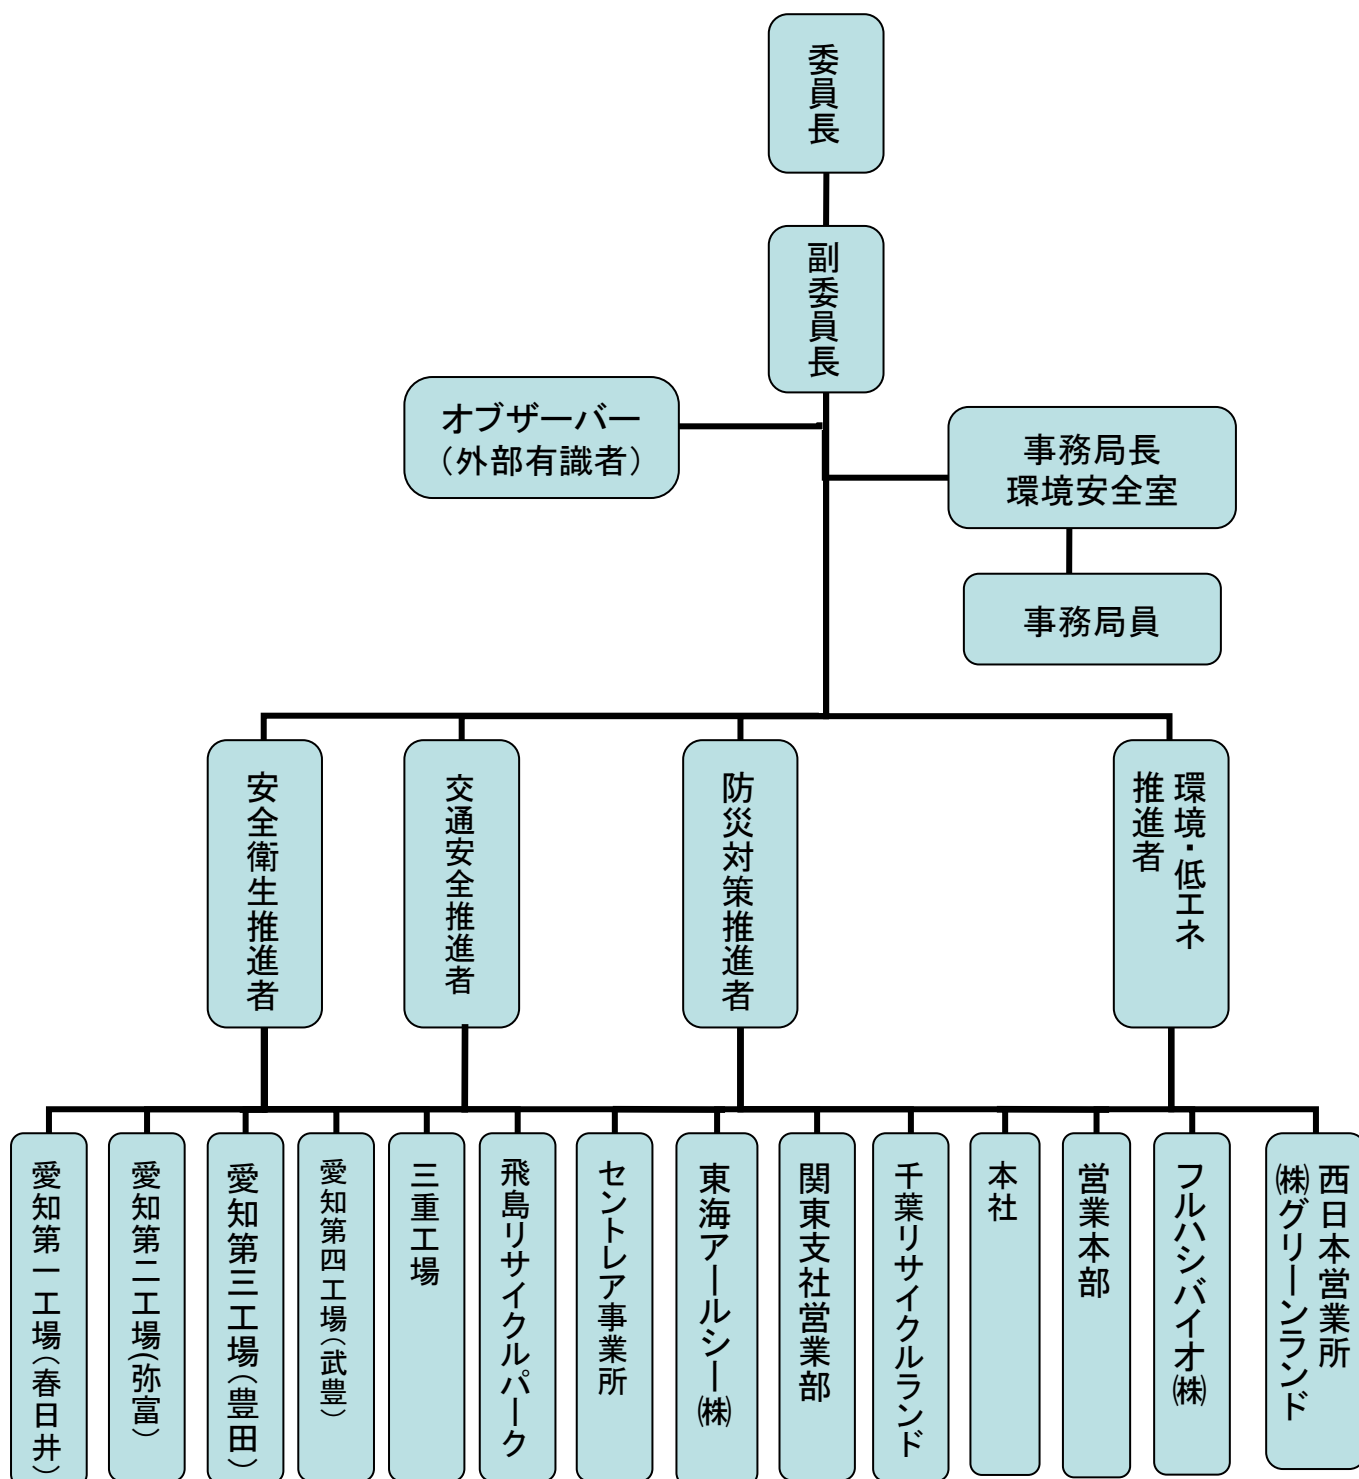 委員長
副委員長
オブザーバー
（外部有識者）
事務局長
環境安全室
事務局員
安全衛生推進者
交通安全推進者
防災対策推進者
環境・低エネ
推進者
愛知第一工場（春日井）
愛知第二工場(弥富）
愛知第三工場（豊田）
愛知第四工場（武豊）
三重工場
飛島リサイクルパーク
セントレア事業所
東海アールシー㈱
関東支社営業部
千葉リサイクルランド
本社
営業本部
フルハシバイオ㈱
西日本営業所
㈱グリーンランド